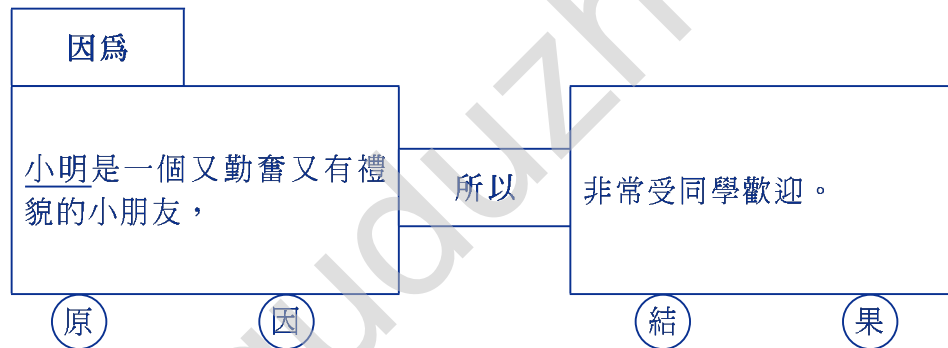 因爲
小明是一個又勤奮又有禮
貌的小朋友，
所以
非常受同學歡迎。
原 因
結 果